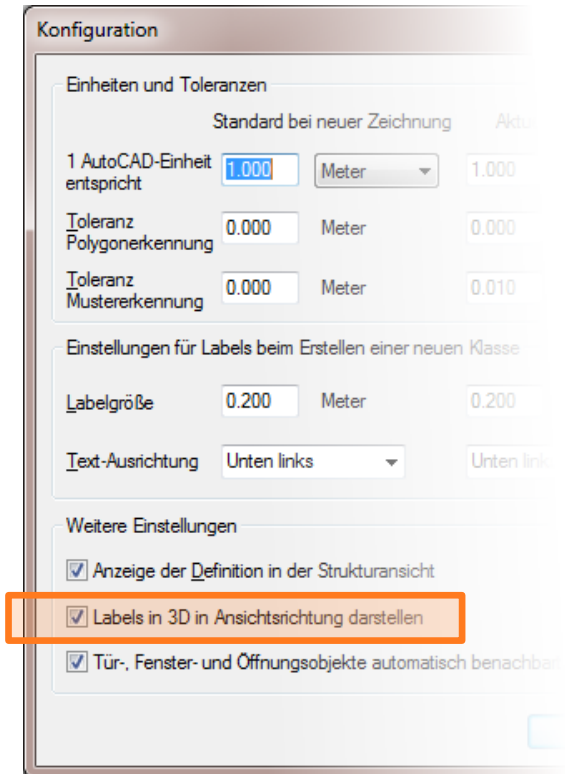 Konfiguration
Einheiten und Toleranzen
Standard bei neuer Zeichnung
1 AutoCAD-Einheit entspricht 1.000 Meter 1.000
Toleranz Polygonerkennung 0.000 Meter 0.000
Toleranz Mustererkennung 0.000 Meter 0.010
Einstellungen für Labels beim Erstellen einer neuen Klasse
Labelgröße 0.200 Meter 0.200
Text-Ausrichtung Unten links Unten
Weitere Einstellungen
Anzeige der Definition in der Strukturansicht
Labels in 3D in Ansichtsrichtung darstellen
Tür-, Fenster- und Öffnungsobjekte automatisch